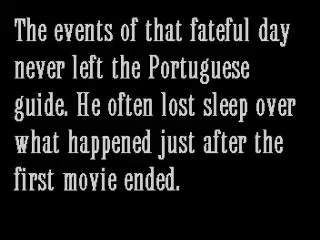 The events of that fateful day
never left the Portuguese
guide. He often lost sleep over
what happened just after the
first movie ended.